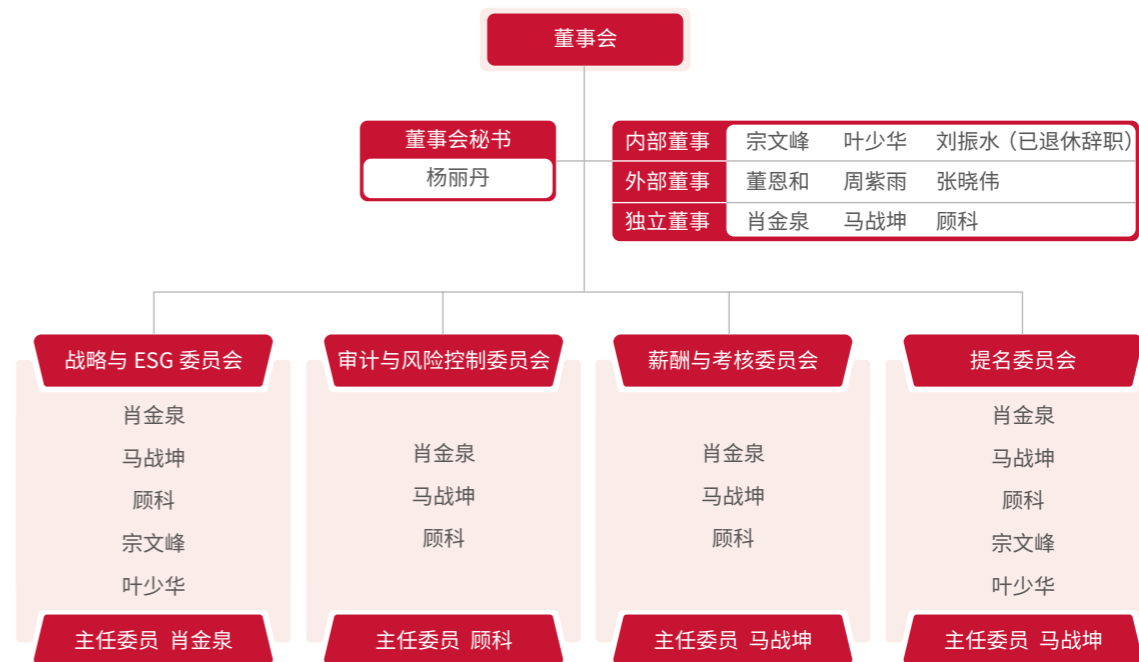 董事会
董事会秘书
杨丽丹
内部董事 宗文峰 叶少华 刘振水（已退休辞职）
外部董事 董恩和 周紫雨 张晓伟
独立董事 肖金泉 马战坤 顾科
战略与 ESG 委员会
肖金泉
马战坤
顾科
宗文峰
叶少华
主任委员 肖金泉
审计与风险控制委员会
肖金泉
马战坤
顾科
主任委员 顾科
薪酬与考核委员会
肖金泉
马战坤
顾科
主任委员 马战坤
提名委员会
肖金泉
马战坤
顾科
宗文峰
叶少华
主任委员 马战坤